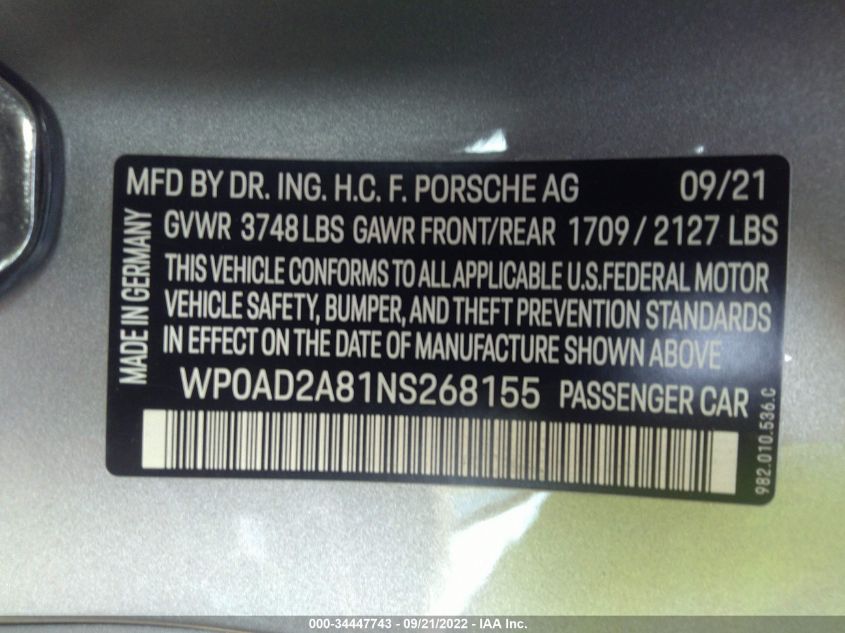 MFD BY DR. ING. H.C. F. PORSCHE AG 09/21
GVWR 3748 LBS GAWR FRONT/REAR 1709 / 2127 LBS
THIS VEHICLE CONFORMS TO ALL APPLICABLE U.S. FEDERAL MOTOR
VEHICLE SAFETY, BUMPER, AND THEFT PREVENTION STANDARDS
IN EFFECT ON THE DATE OF MANUFACTURE SHOWN ABOVE
WP0AD2A81NS268155 PASSENGER CAR
MADE IN GERMANY
982.010.536.C
000-34447743 - 09/21/2022 - IAA Inc.